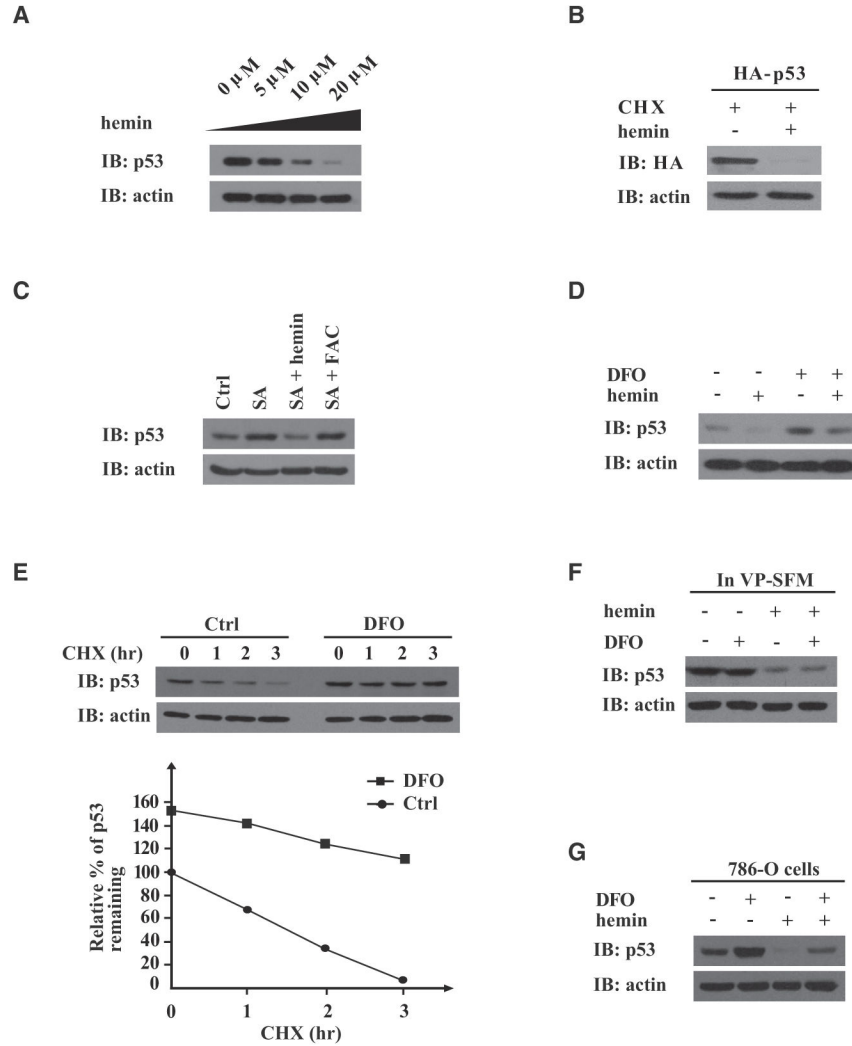 A
0 µM 5 µM 10 µM 20 µM
hemin
IB: p53
IB: actin
B
HA-p53
CHX + +
hemin - +
IB: HA
IB: actin
C
Ctrl SA SA + hemin SA + FAC
IB: p53
IB: actin
D
DFO - - + +
hemin - + - +
IB: p53
IB: actin
E
Ctrl DFO
CHX (hr) 0 1 2 3 0 1 2 3
IB: p53
IB: actin
DFO
Ctrl
Relative % of p53
remaining
160
140
120
100
80
60
40
20
0
0 1 2 3
CHX (hr)
F
In VP-SFM
hemin - - + +
DFO - + - +
IB: p53
IB: actin
G
786-O cells
DFO - + - +
hemin - - + +
IB: p53
IB: actin